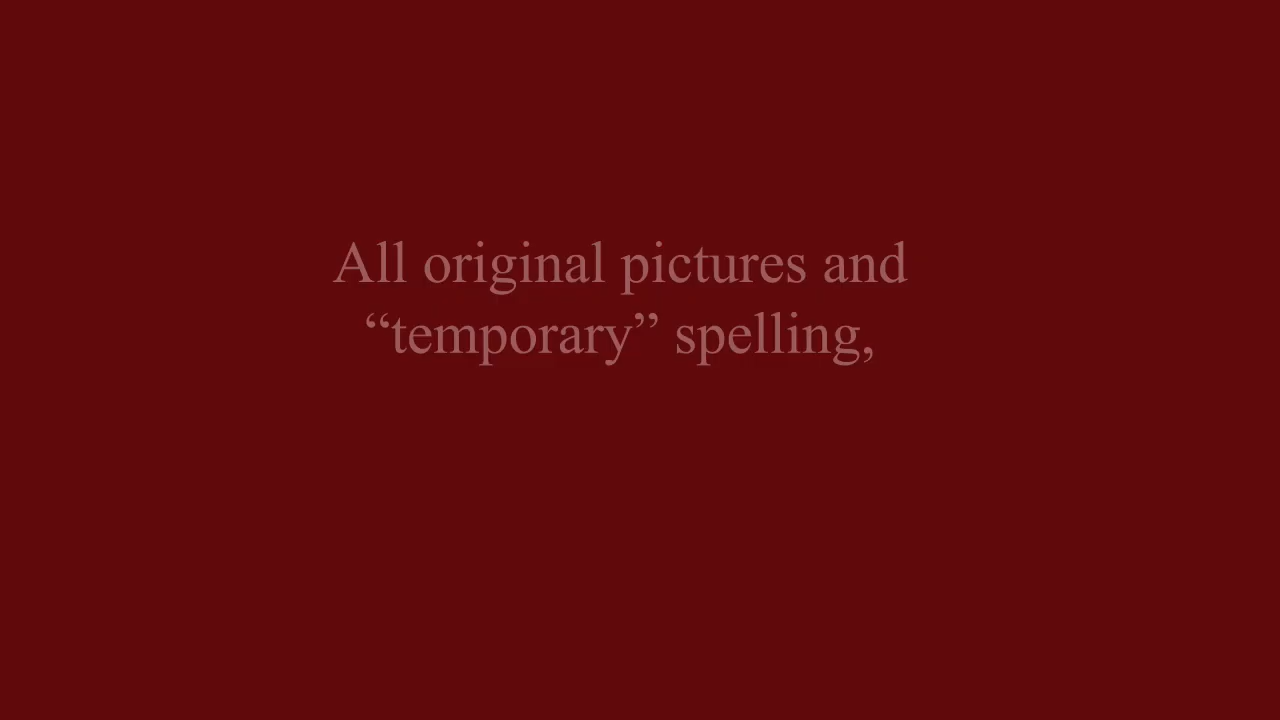 All original pictures and
“temporary” spelling,